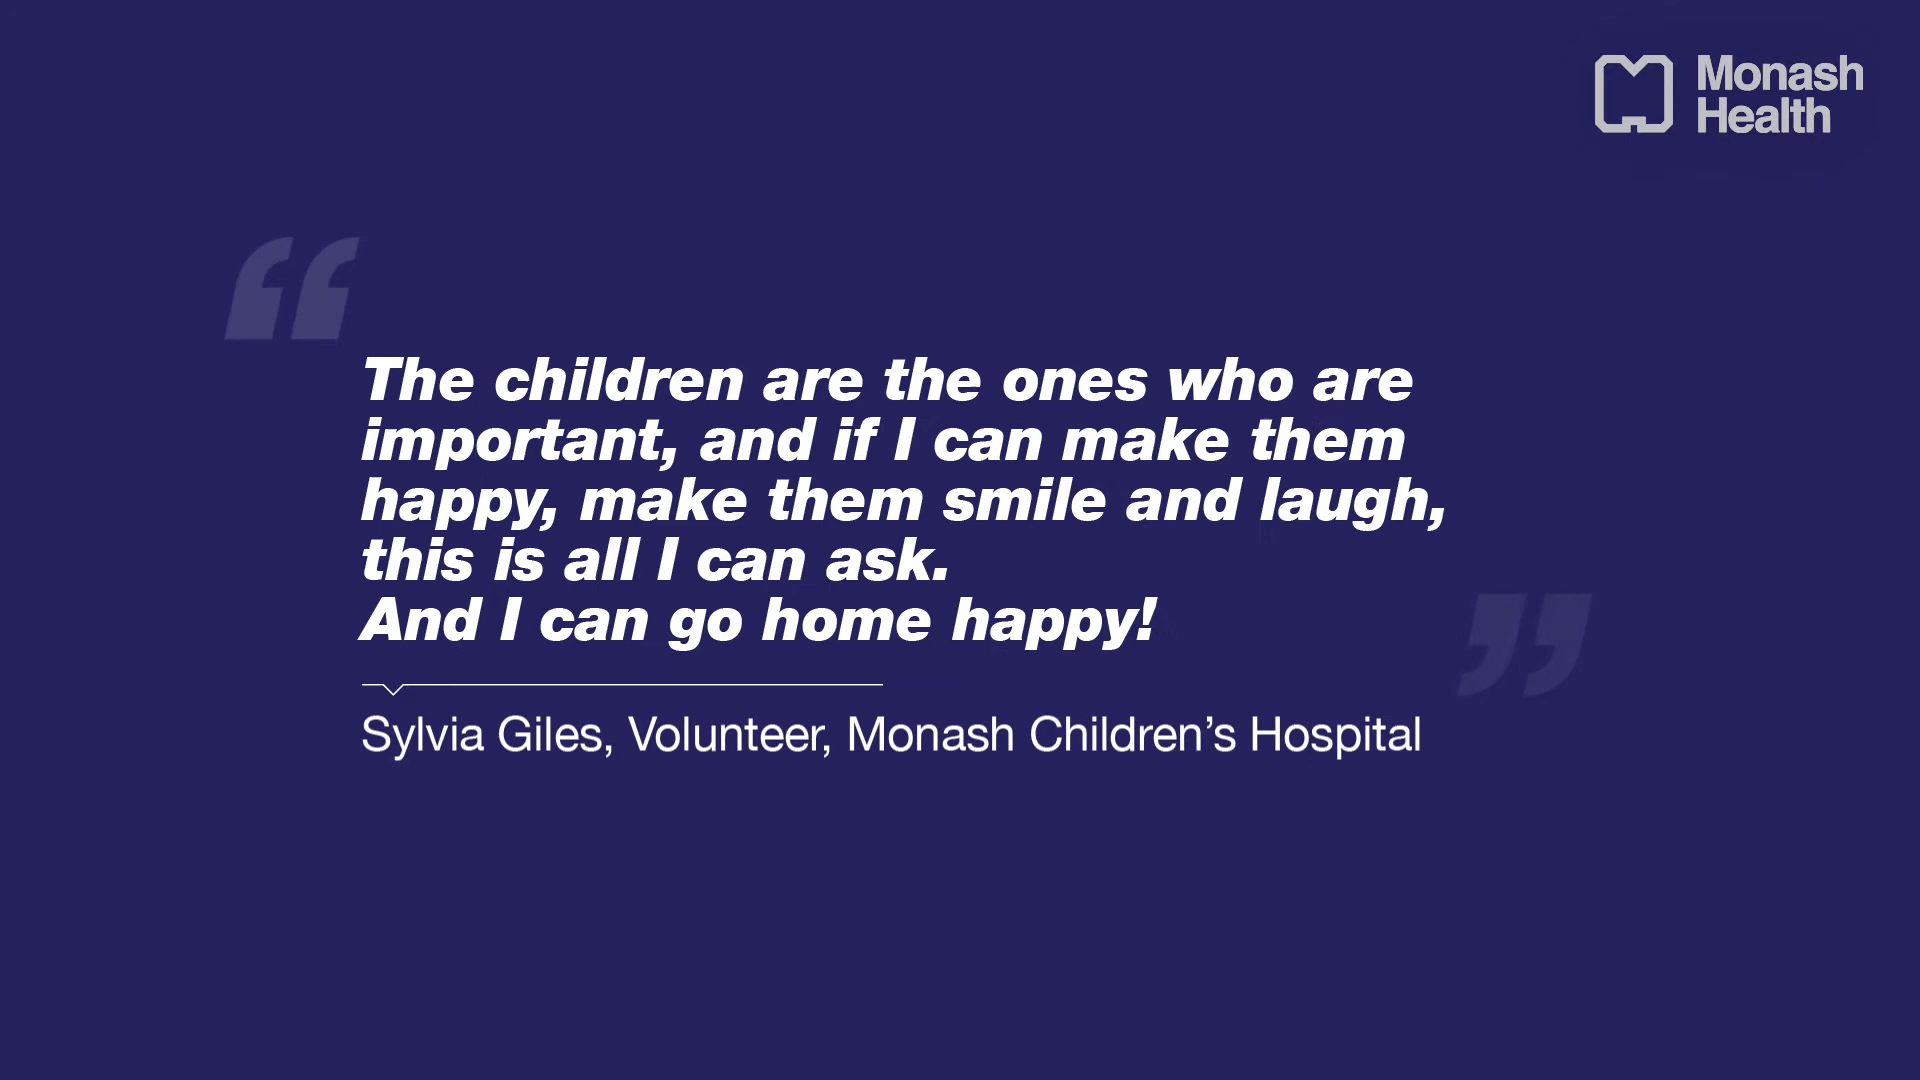 Monash
Health
“
The children are the ones who are
important, and if I can make them
happy, make them smile and laugh,
this is all I can ask.
And I can go home happy!
”
Sylvia Giles, Volunteer, Monash Children’s Hospital